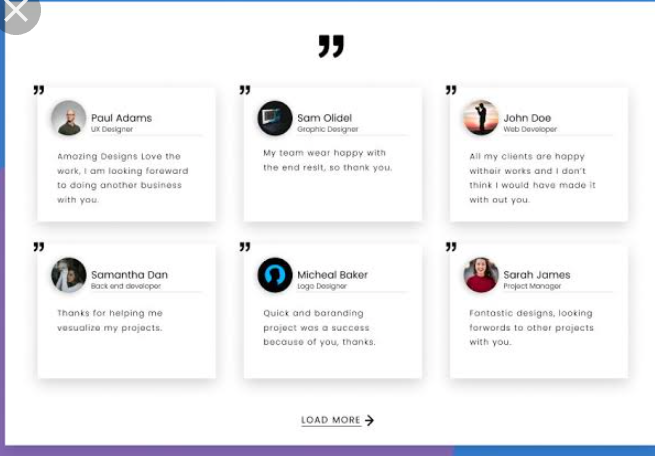 ”
”
Paul Adams
UX Designer
Amazing Designs Love the
work, I am looking foreward
to doing another business
with you.
”
Sam Olidel
Graphic Designer
My team wear happy with
the end reslt, so thank you.
”
John Doe
Web Developer
All my clients are happy
witheir works and I don't
think I would have made it
with out you.
”
Samantha Dan
Back end developer
Thanks for helping me
vesualize my projects.
”
Micheal Baker
Logo Designer
Quick and baranding
project was a success
because of you, thanks.
”
Sarah James
Project Manager
Fantastic designs, looking
forwords to other projects
with you.
LOAD MORE →